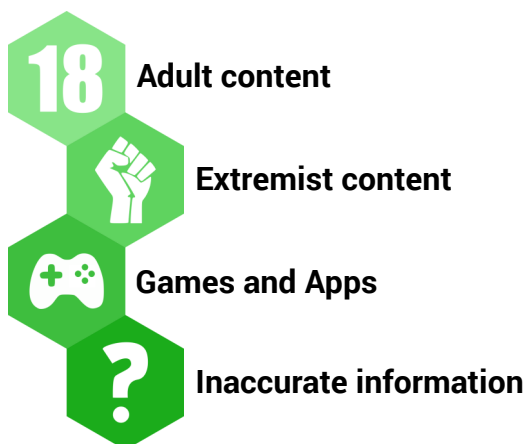 18 Adult content
Extremist content
Games and Apps
? Inaccurate information